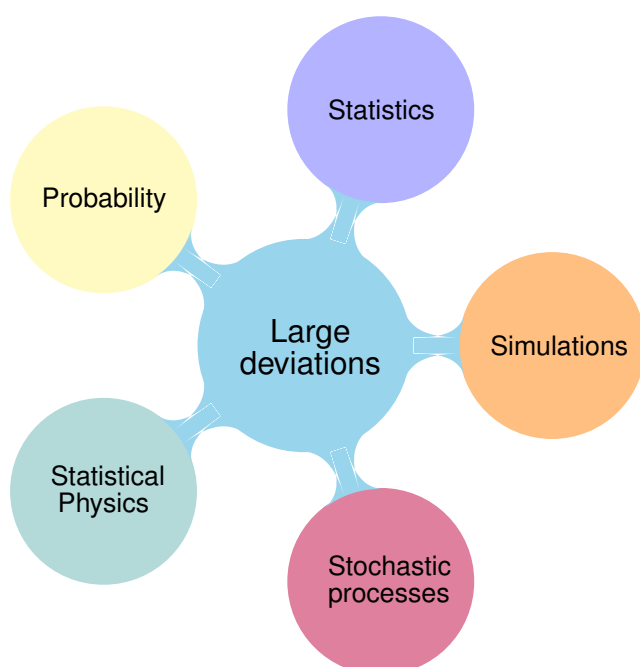 Statistics
Probability
Large
deviations
Simulations
Statistical
Physics
Stochastic
processes